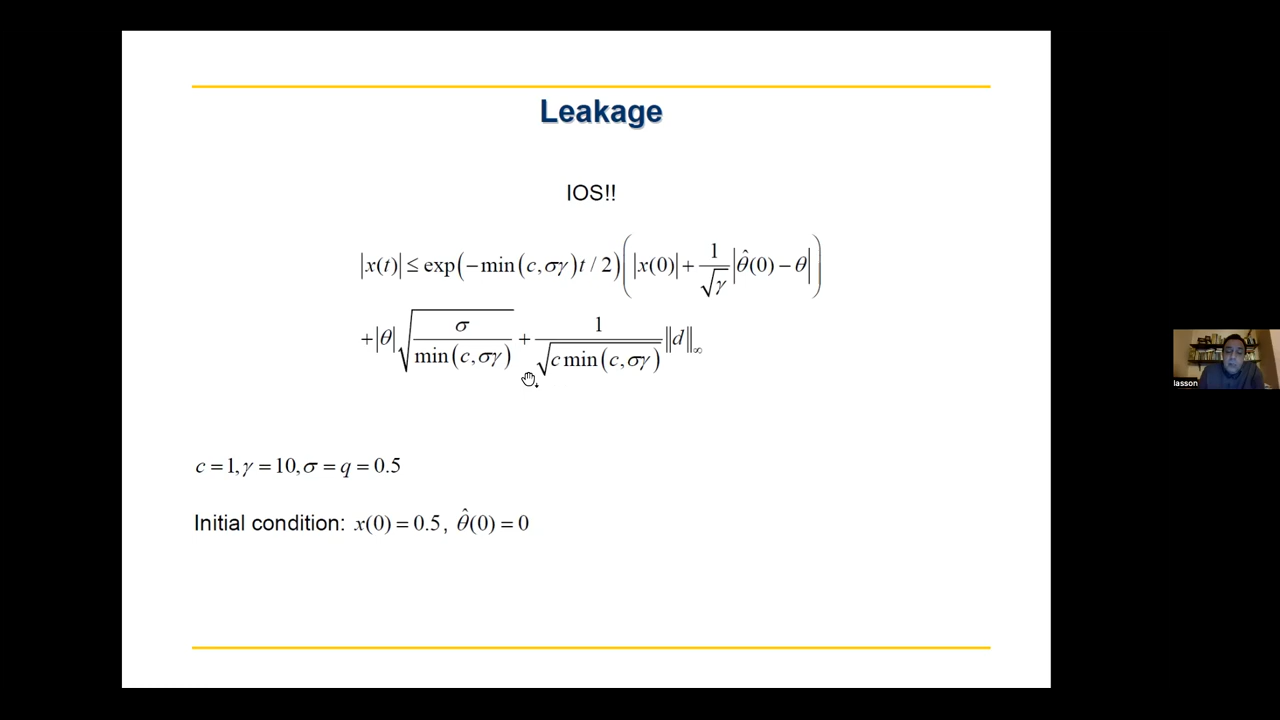 Leakage
IOS!!
|x(t)| ≤ exp(−min(c,σγ)t / 2)(|x(0)| + 1/√γ |θ̂(0) − θ|)
+|θ|√(σ/min(c,σγ)) + 1/√(c min(c,σγ)) ‖d‖∞
c = 1, γ = 10, σ = q = 0.5
Initial condition: x(0) = 0.5, θ̂(0) = 0
lasson